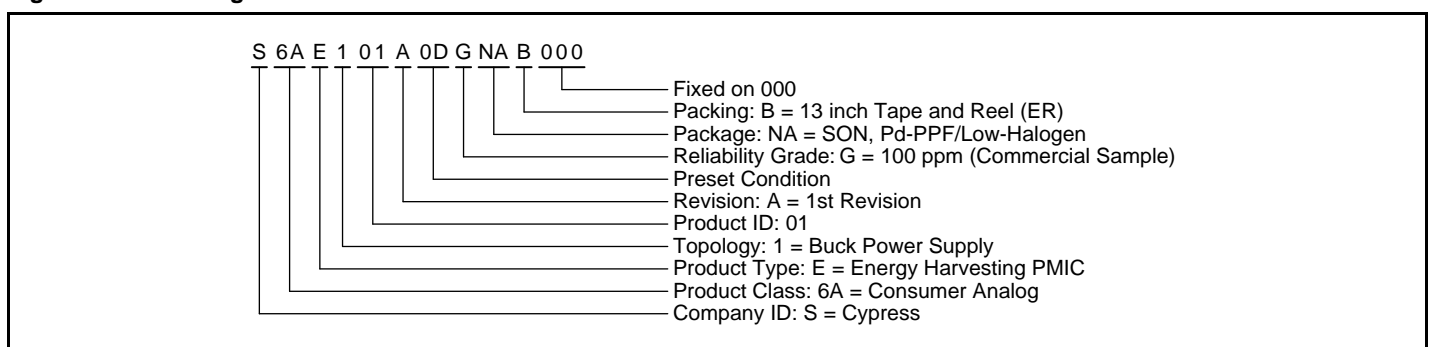 S 6A E 1 01 A 0D G NA B 000
Fixed on 000
Packing: B = 13 inch Tape and Reel (ER)
Package: NA = SON, Pd-PPF/Low-Halogen
Reliability Grade: G = 100 ppm (Commercial Sample)
Preset Condition
Revision: A = 1st Revision
Product ID: 01
Topology: 1 = Buck Power Supply
Product Type: E = Energy Harvesting PMIC
Product Class: 6A = Consumer Analog
Company ID: S = Cypress